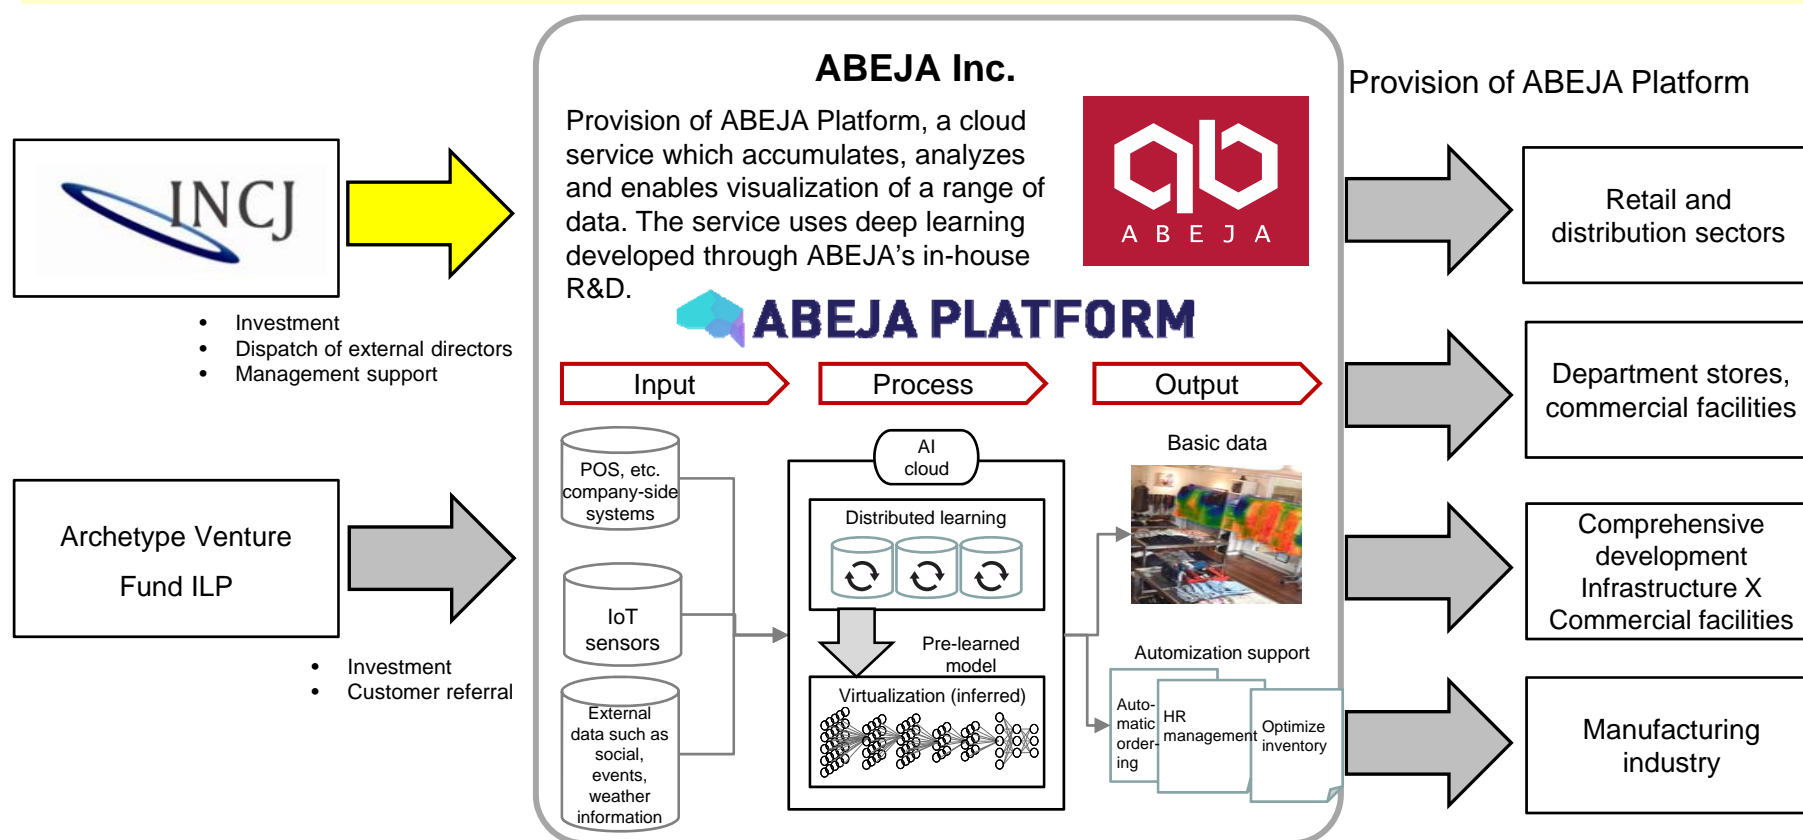 ABEJA Inc.
Provision of ABEJA Platform, a cloud
service which accumulates, analyzes
and enables visualization of a range of
data. The service uses deep learning
developed through ABEJA’s in-house
R&D.
ABEJA
ABEJA PLATFORM
INCJ
• Investment
• Dispatch of external directors
• Management support
Archetype Venture
Fund ILP
• Investment
• Customer referral
Input
Process
Output
POS, etc.
company-side
systems
IoT
sensors
External
data such as
social,
events,
weather
information
AI
cloud
Distributed learning
Pre-learned
model
Virtualization (inferred)
Basic data
Automization support
Auto-
matic
order-
ing
HR
management
Optimize
inventory
Provision of ABEJA Platform
Retail and
distribution sectors
Department stores,
commercial facilities
Comprehensive
development
Infrastructure X
Commercial facilities
Manufacturing
industry